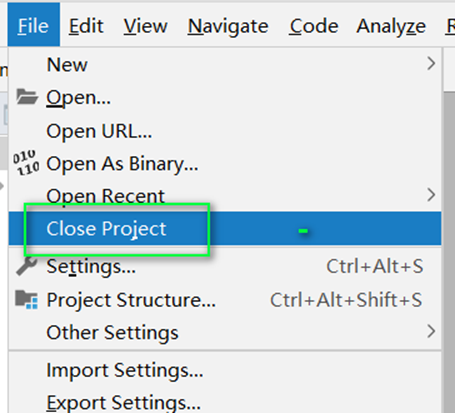 File Edit View Navigate Code Analyze
New
Open...
Open URL...
010
110 Open As Binary...
Open Recent
Close Project
Settings... Ctrl+Alt+S
Project Structure... Ctrl+Alt+Shift+S
Other Settings
Import Settings...
Export Settings...